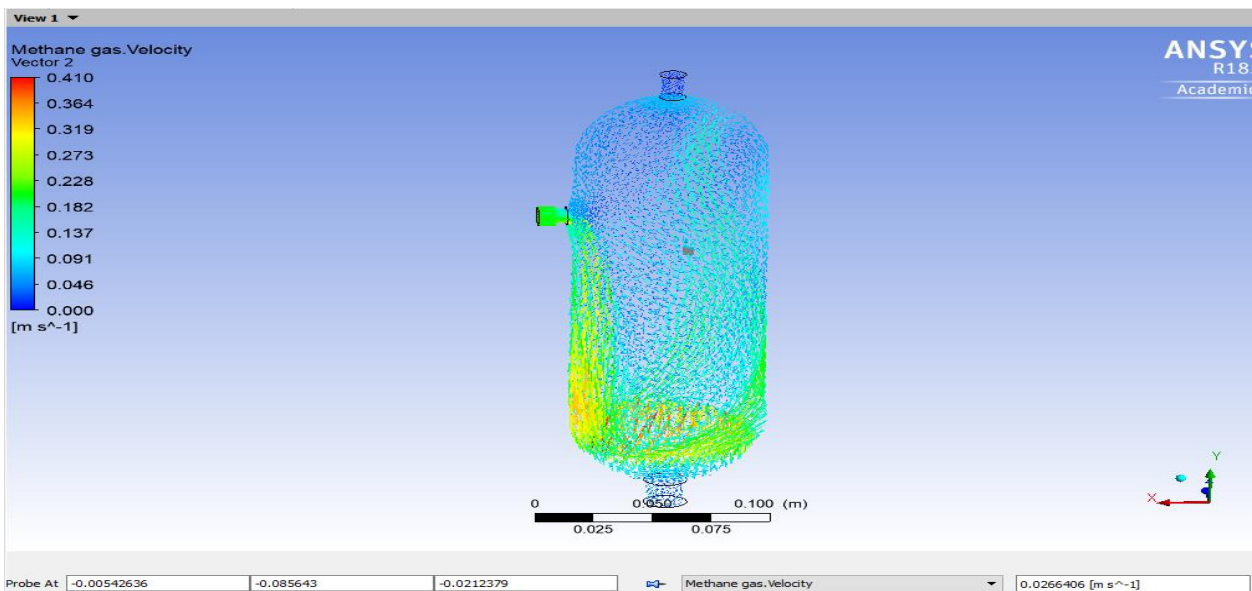 View 1
Methane gas.Velocity
Vector 2
0.410
0.364
0.319
0.273
0.228
0.182
0.137
0.091
0.046
0.000
[m s^-1]
ANSYS
R18.
Academic
Y
X
0 0.050 0.100 (m)
0.025 0.075
Probe At -0.00542636 -0.085643 -0.0212379 Methane gas.Velocity 0.0266406 [m s^-1]